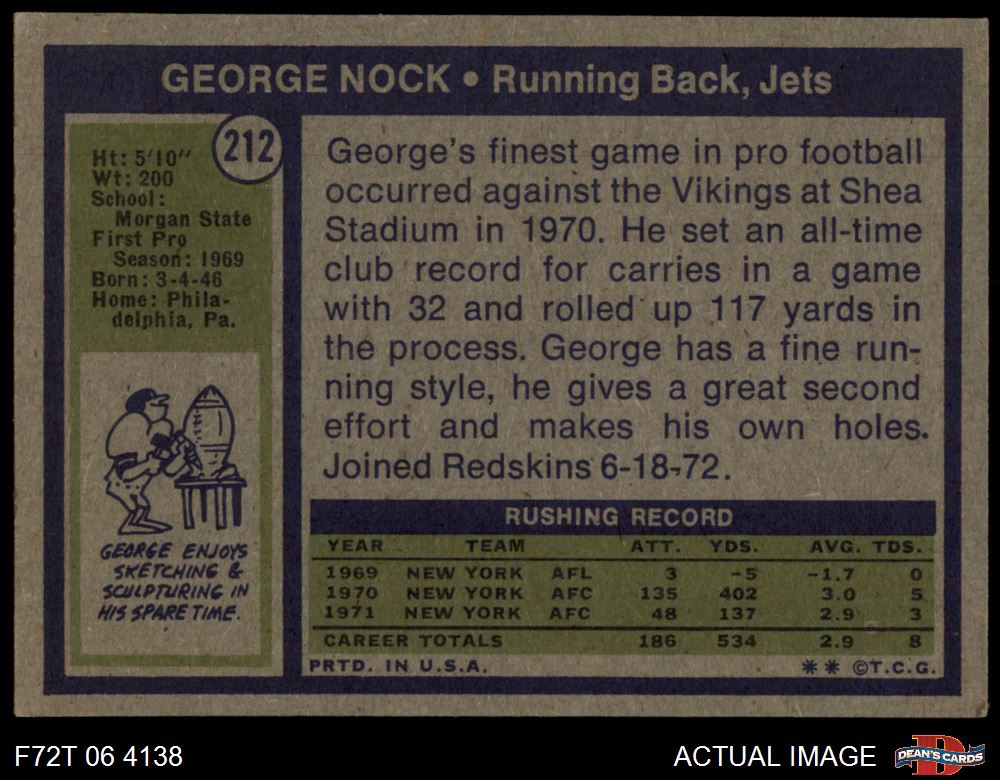 GEORGE NOCK • Running Back, Jets
212
Ht: 5'10"
Wt: 200
School:
Morgan State
First Pro
Season: 1969
Born: 3-4-46
Home: Phila-
delphia, Pa.
GEORGE ENJOYS
SKETCHING &
SCULPTURING IN
HIS SPARE TIME.
George's finest game in pro football
occurred against the Vikings at Shea
Stadium in 1970. He set an all-time
club record for carries in a game
with 32 and rolled up 117 yards in
the process. George has a fine run-
ning style, he gives a great second
effort and makes his own holes.
Joined Redskins 6-18-72.
RUSHING RECORD
YEAR TEAM ATT. YDS. AVG. TDS.
1969 NEW YORK AFL 3 -5 -1.7 0
1970 NEW YORK AFC 135 402 3.0 5
1971 NEW YORK AFC 48 137 2.9 3
CAREER TOTALS 186 534 2.9 8
PRTD. IN U.S.A. ** ©T.C.G.
F72T 06 4138 ACTUAL IMAGE DEAN'S CARDS